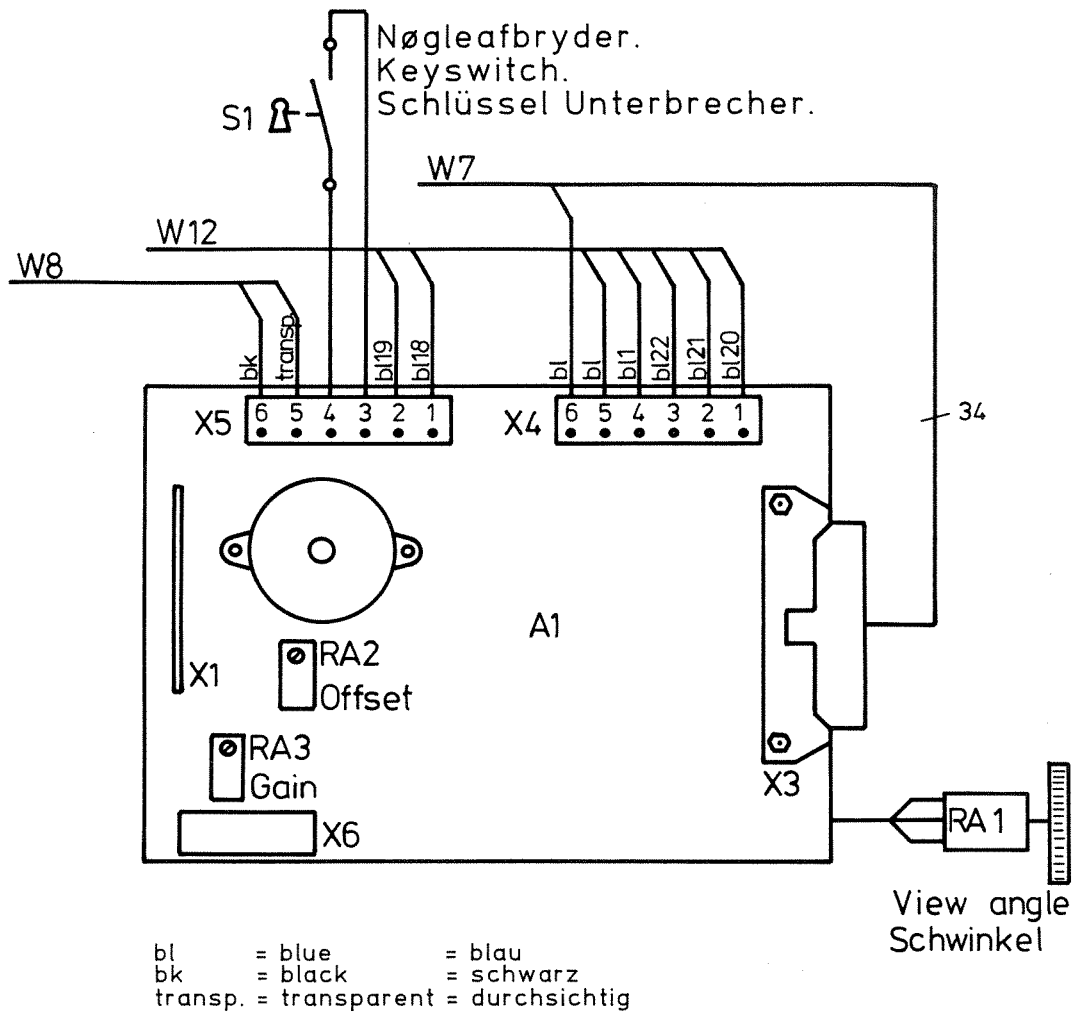 Nøgleafbryder.
Keyswitch.
Schlüssel Unterbrecher.
S1
W7
W12
W8
bk
transp.
bl19
bl18
bl
bl
bl1
bl22
bl21
bl20
X5
6 5 4 3 2 1
X4
6 5 4 3 2 1
34
A1
RA2
Offset
X1
RA3
Gain
X6
X3
RA1
View angle
Schwinkel
bl = blue = blau
bk = black = schwarz
transp. = transparent = durchsichtig